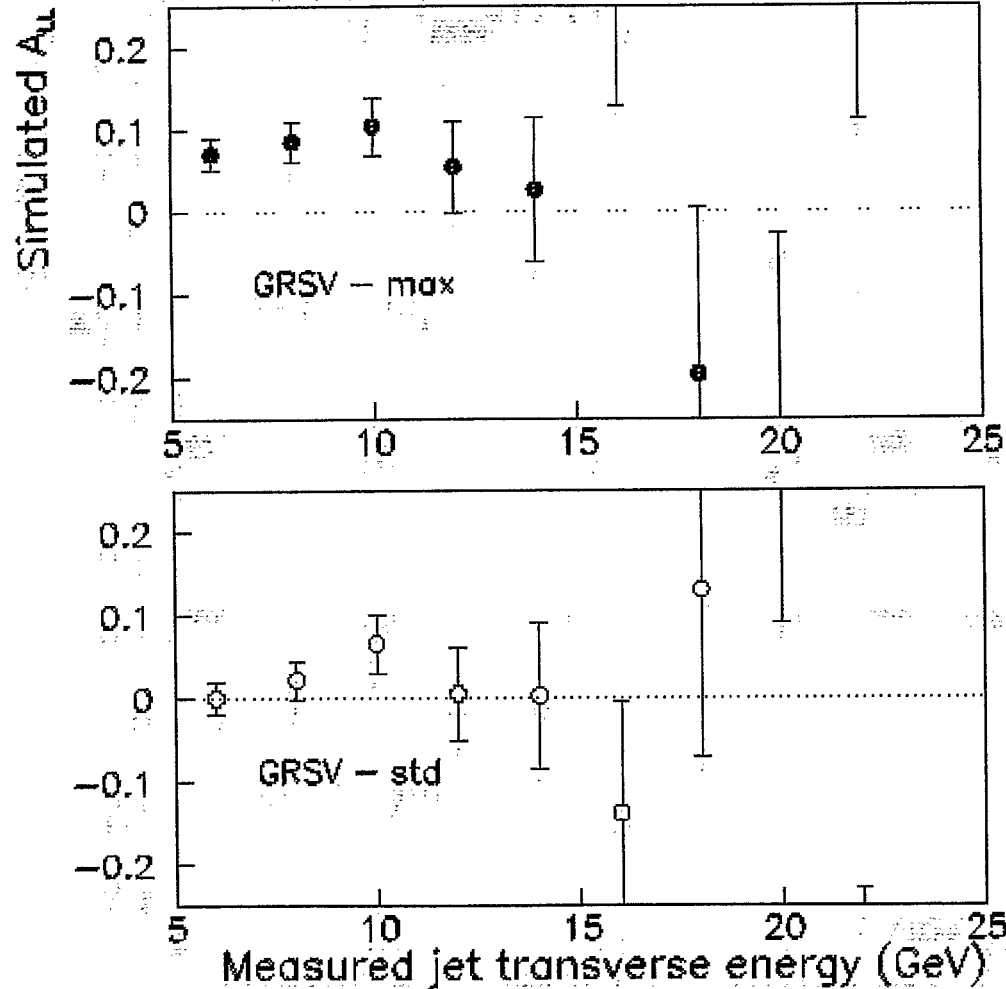 Simulated A_LL
0.2
0.1
0
−0.1
−0.2
GRSV − max
5 10 15 20 25
0.2
0.1
0
−0.1
−0.2
GRSV − std
5 10 15 20 25
Measured jet transverse energy (GeV)